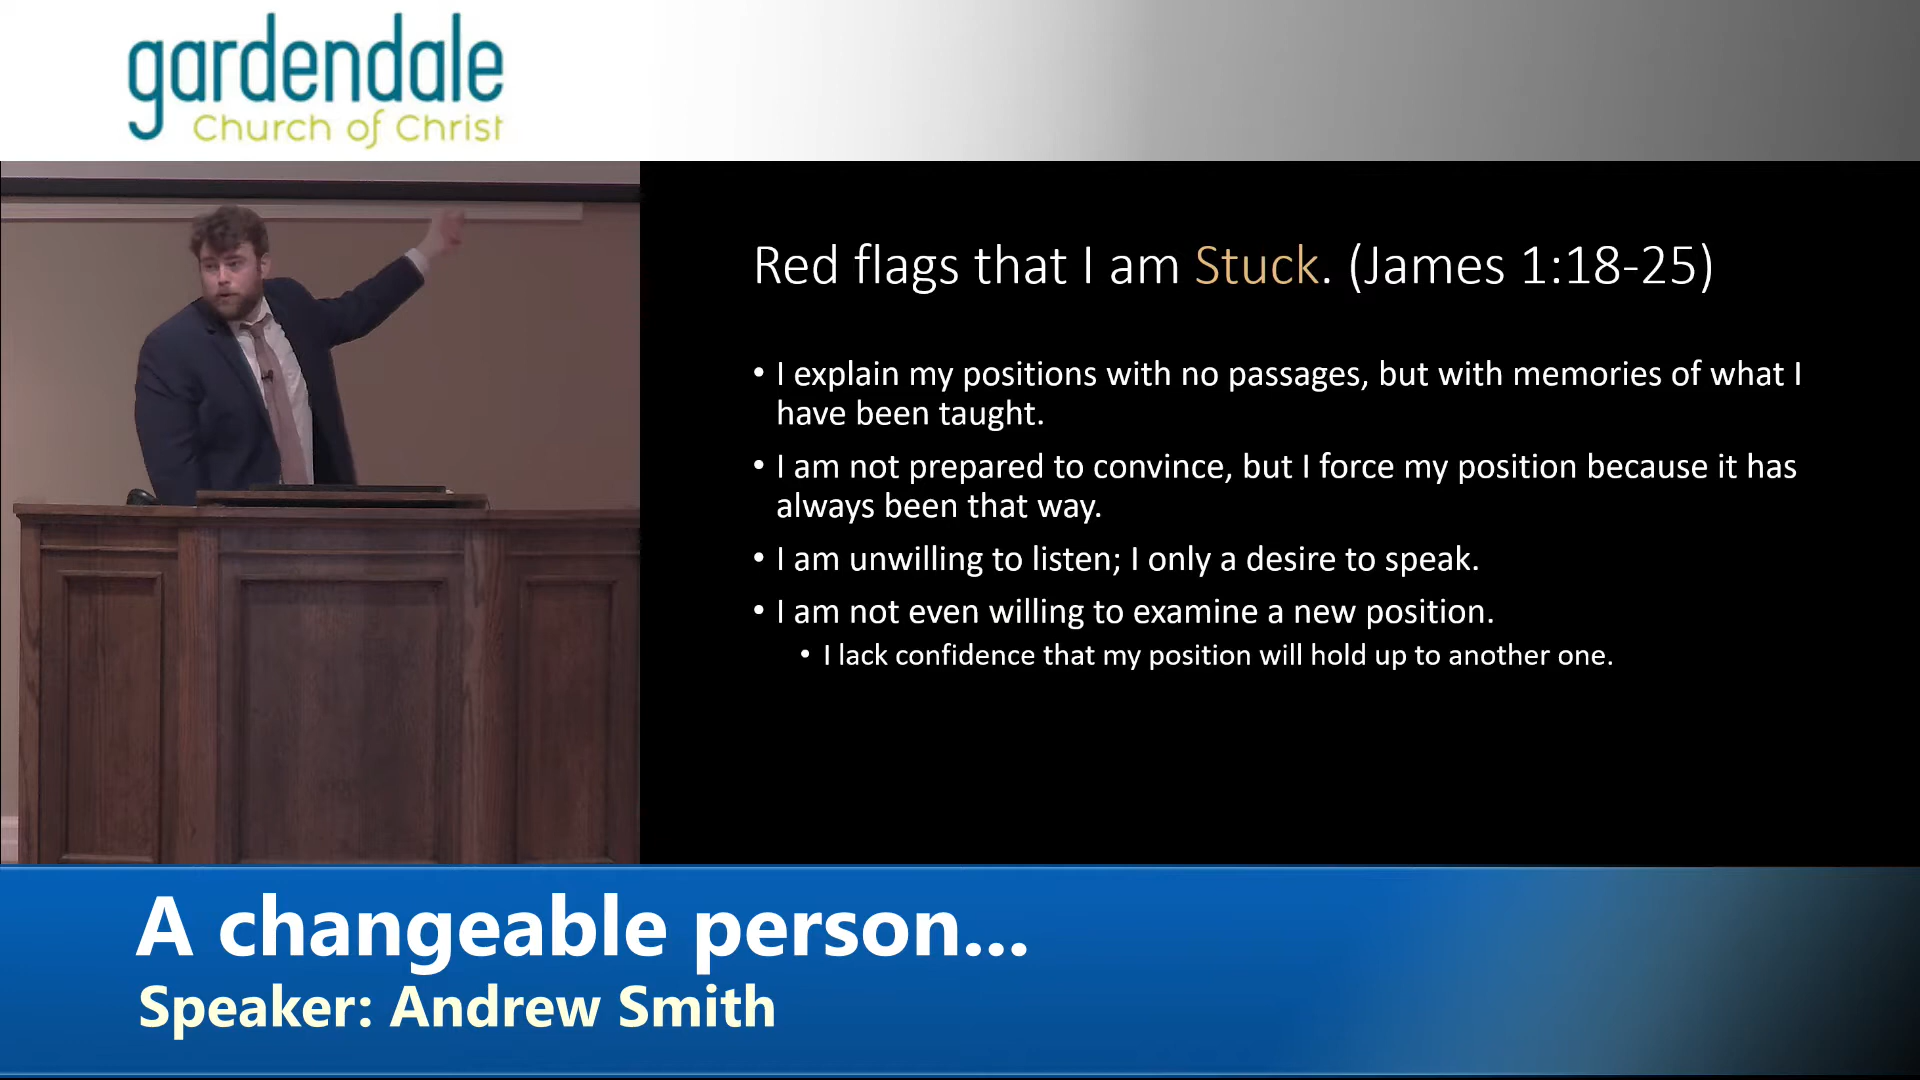 gardendale
Church of Christ
Red flags that I am Stuck. (James 1:18-25)
• I explain my positions with no passages, but with memories of what I
have been taught.
• I am not prepared to convince, but I force my position because it has
always been that way.
• I am unwilling to listen; I only a desire to speak.
• I am not even willing to examine a new position.
• I lack confidence that my position will hold up to another one.
A changeable person...
Speaker: Andrew Smith